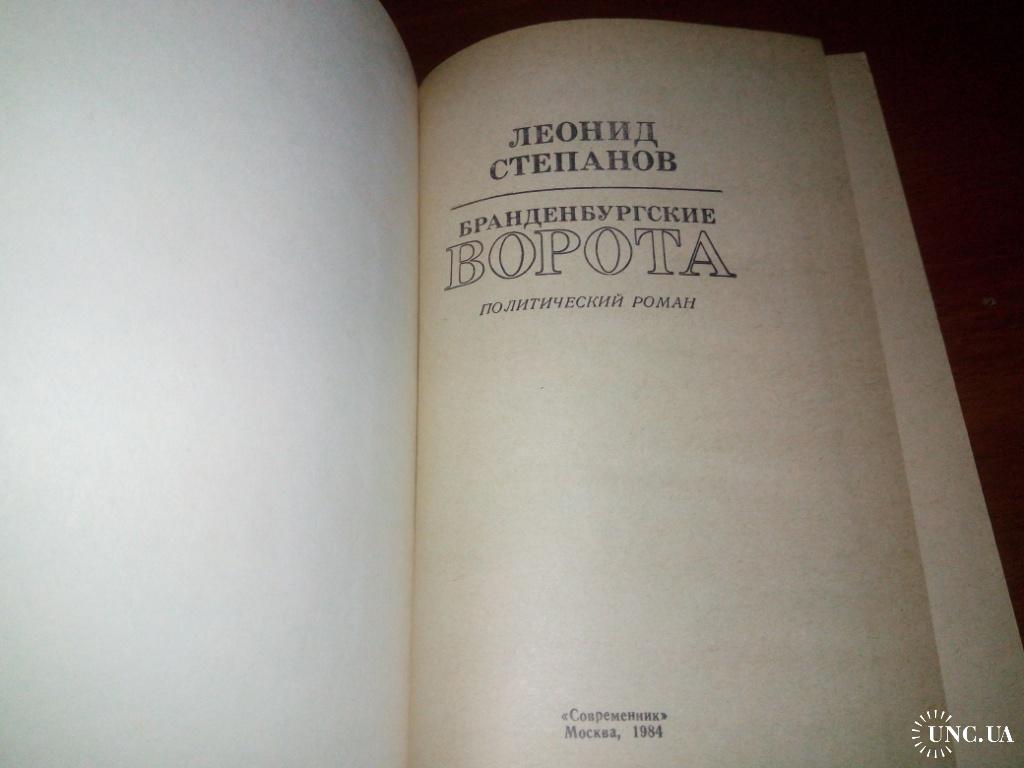 ЛЕОНИД
СТЕПАНОВ
БРАНДЕНБУРГСКИЕ
ВОРОТА
ПОЛИТИЧЕСКИЙ РОМАН
«Современник»
Москва, 1984
UNC.UA